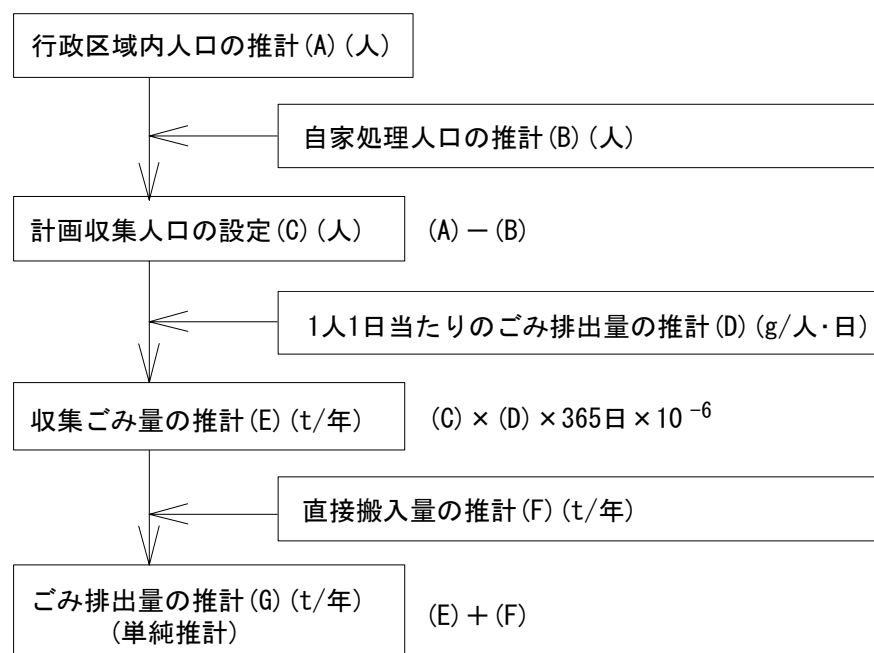 行政区域内人口の推計(A)(人)
自家処理人口の推計(B)(人)
計画収集人口の設定(C)(人) (A)－(B)
1人1日当たりのごみ排出量の推計(D)(g/人・日)
収集ごみ量の推計(E)(t/年) (C)×(D)×365日×10⁻⁶
直接搬入量の推計(F)(t/年)
ごみ排出量の推計(G)(t/年) (E)＋(F)
(単純推計)